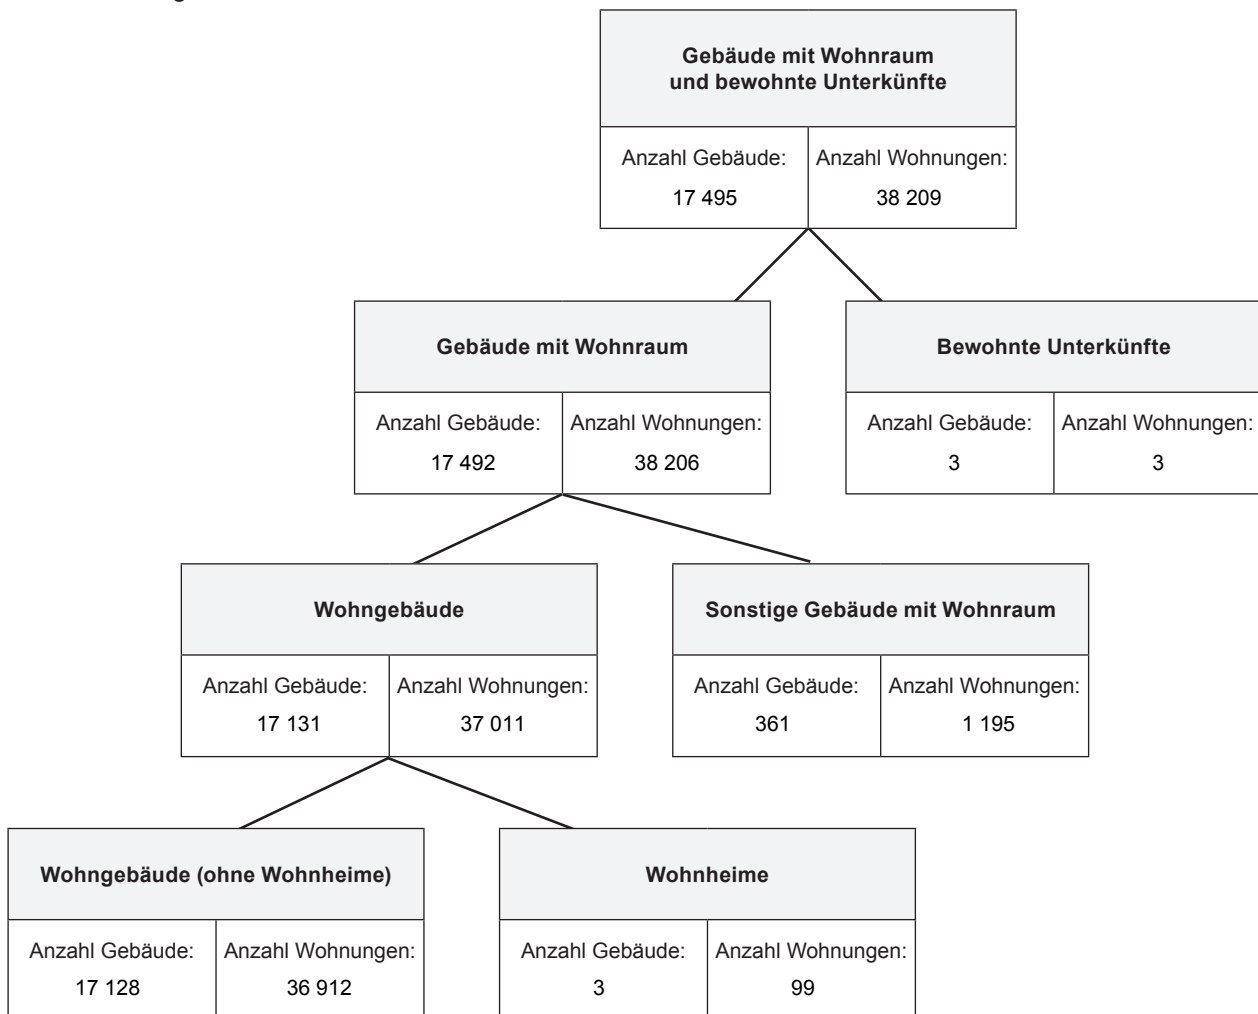 Gebäude mit Wohnraum
und bewohnte Unterkünfte
Anzahl Gebäude: Anzahl Wohnungen:
17 495 38 209
Gebäude mit Wohnraum Bewohnte Unterkünfte
Anzahl Gebäude: Anzahl Wohnungen: Anzahl Gebäude: Anzahl Wohnungen:
17 492 38 206 3 3
Wohngebäude Sonstige Gebäude mit Wohnraum
Anzahl Gebäude: Anzahl Wohnungen: Anzahl Gebäude: Anzahl Wohnungen:
17 131 37 011 361 1 195
Wohngebäude (ohne Wohnheime) Wohnheime
Anzahl Gebäude: Anzahl Wohnungen: Anzahl Gebäude: Anzahl Wohnungen:
17 128 36 912 3 99